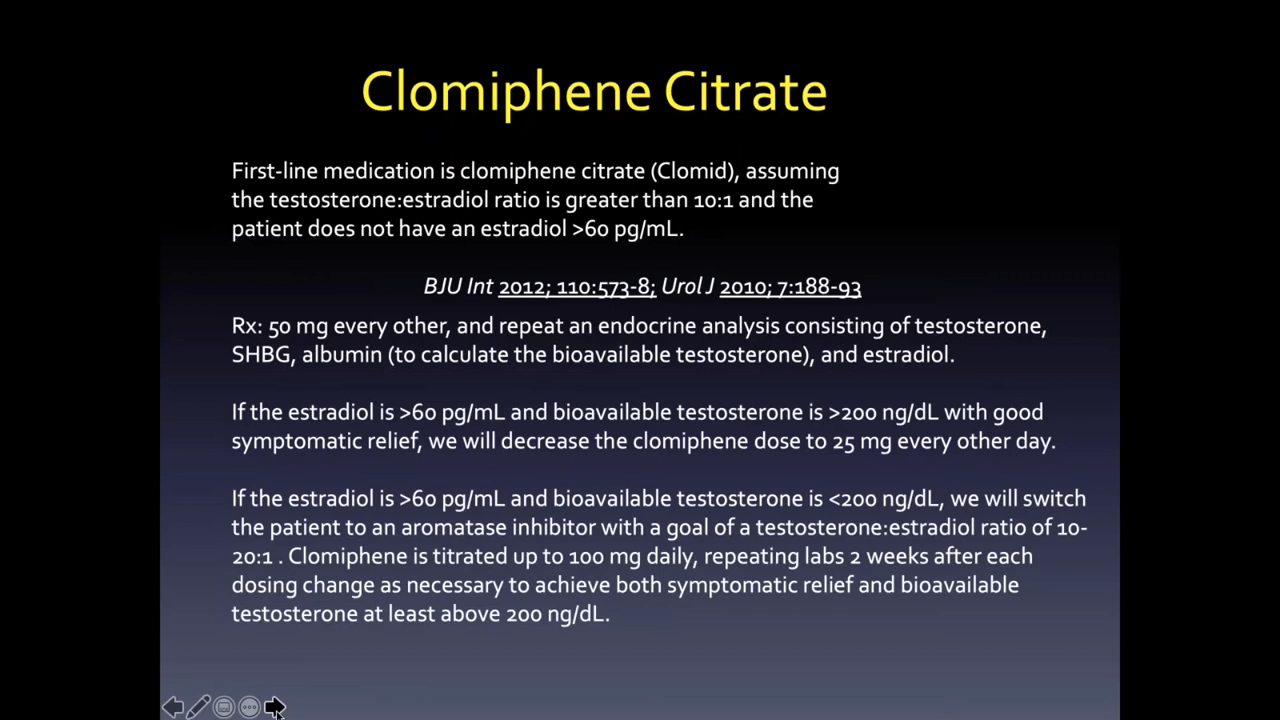 Clomiphene Citrate
First-line medication is clomiphene citrate (Clomid), assuming
the testosterone:estradiol ratio is greater than 10:1 and the
patient does not have an estradiol >60 pg/mL.
BJU Int 2012; 110:573-8; Urol J 2010; 7:188-93
Rx: 50 mg every other, and repeat an endocrine analysis consisting of testosterone,
SHBG, albumin (to calculate the bioavailable testosterone), and estradiol.
If the estradiol is >60 pg/mL and bioavailable testosterone is >200 ng/dL with good
symptomatic relief, we will decrease the clomiphene dose to 25 mg every other day.
If the estradiol is >60 pg/mL and bioavailable testosterone is <200 ng/dL, we will switch
the patient to an aromatase inhibitor with a goal of a testosterone:estradiol ratio of 10-
20:1 . Clomiphene is titrated up to 100 mg daily, repeating labs 2 weeks after each
dosing change as necessary to achieve both symptomatic relief and bioavailable
testosterone at least above 200 ng/dL.